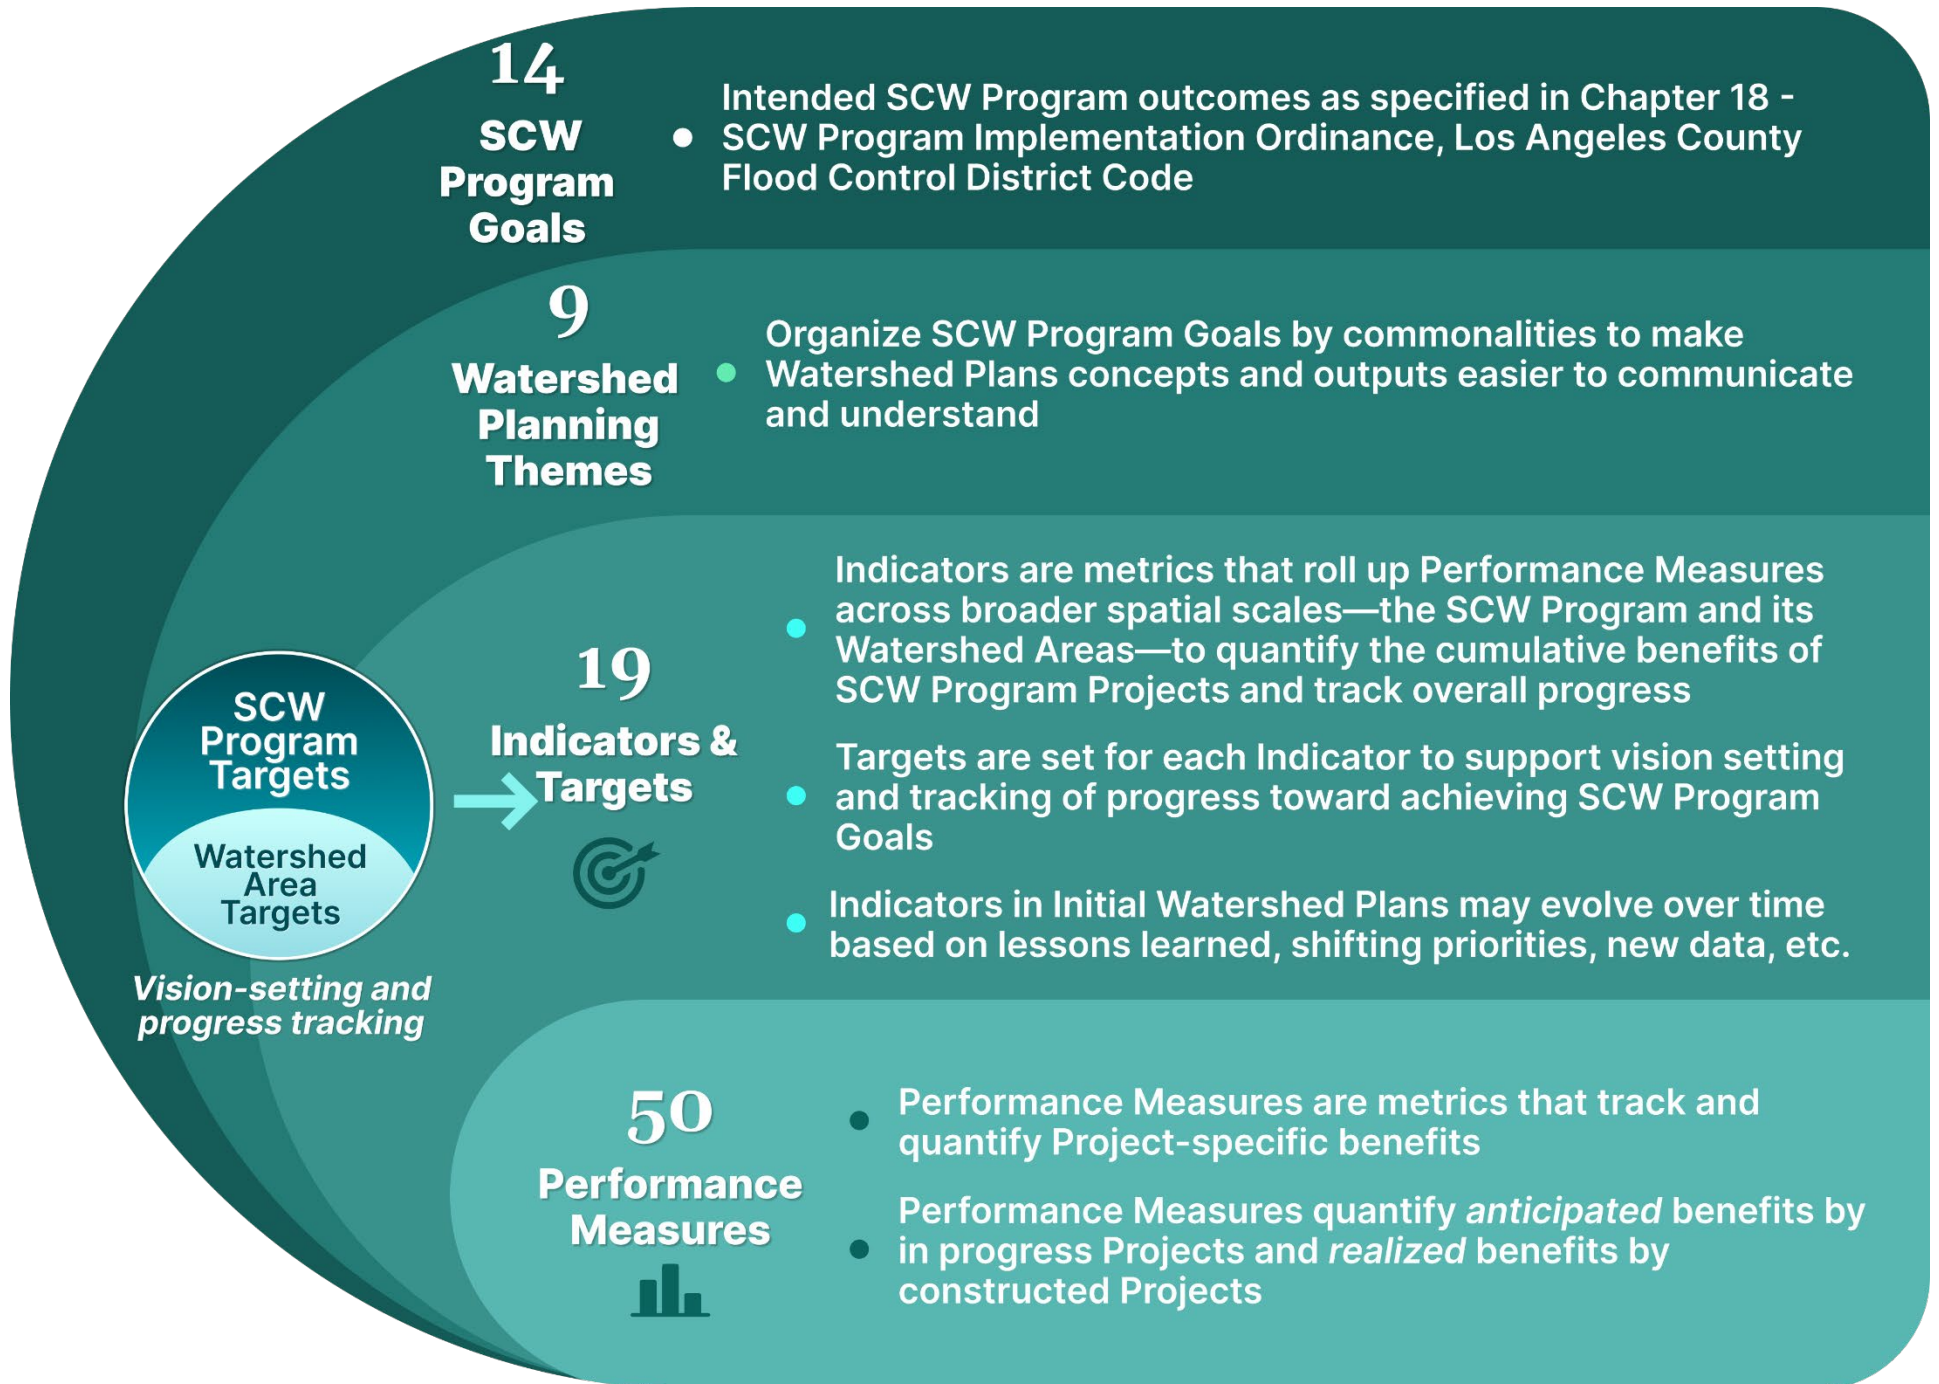 14
SCW
Program
Goals
Intended SCW Program outcomes as specified in Chapter 18 -
SCW Program Implementation Ordinance, Los Angeles County
Flood Control District Code
9
Watershed
Planning
Themes
Organize SCW Program Goals by commonalities to make
Watershed Plans concepts and outputs easier to communicate
and understand
SCW
Program
Targets
Watershed
Area
Targets
Vision-setting and
progress tracking
19
Indicators &
Targets
Indicators are metrics that roll up Performance Measures
across broader spatial scales—the SCW Program and its
Watershed Areas—to quantify the cumulative benefits of
SCW Program Projects and track overall progress
Targets are set for each Indicator to support vision setting
and tracking of progress toward achieving SCW Program
Goals
Indicators in Initial Watershed Plans may evolve over time
based on lessons learned, shifting priorities, new data, etc.
50
Performance
Measures
Performance Measures are metrics that track and
quantify Project-specific benefits
Performance Measures quantify anticipated benefits by
in progress Projects and realized benefits by
constructed Projects